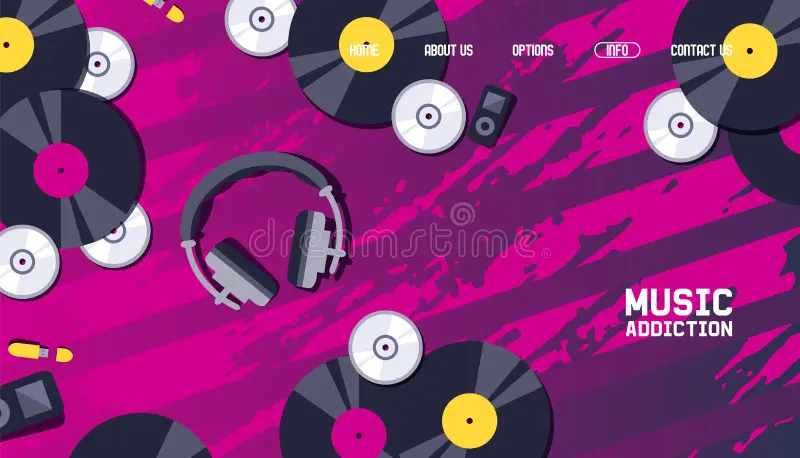 HOME ABOUT US OPTIONS INFO CONTACT US
dreamstime
MUSIC
ADDICTION